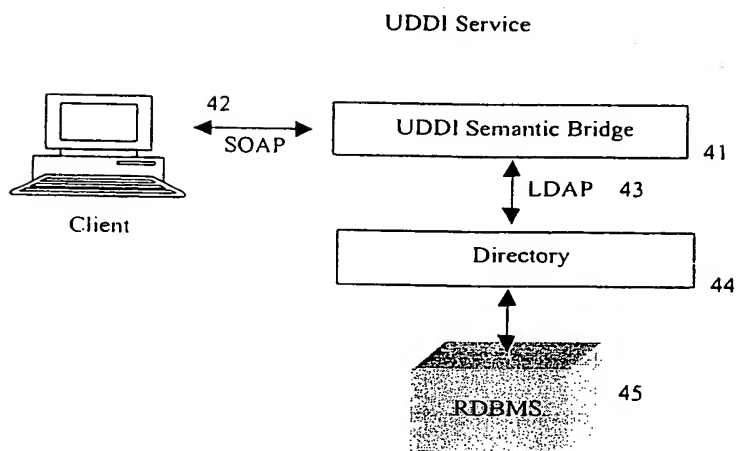 UDDI Service
42
SOAP
UDDI Semantic Bridge
41
LDAP 43
Client
Directory
44
RDBMS
45